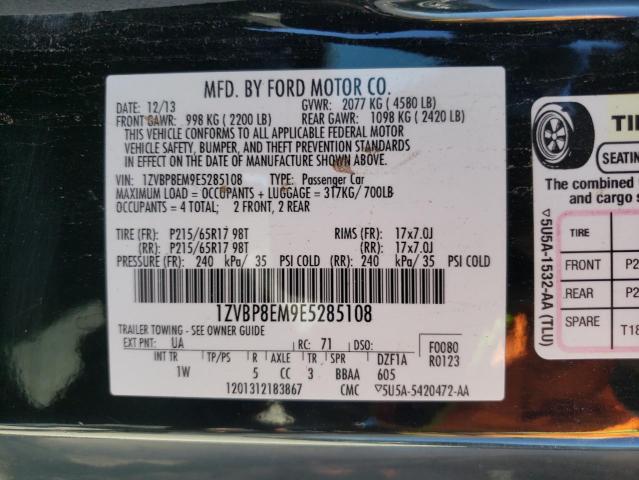 MFD. BY FORD MOTOR CO.
DATE: 12/13 GVWR: 2077 KG ( 4580 LB)
FRONT GAWR: 998 KG ( 2200 LB) REAR GAWR: 1098 KG ( 2420 LB)
THIS VEHICLE CONFORMS TO ALL APPLICABLE FEDERAL MOTOR
VEHICLE SAFETY, BUMPER, AND THEFT PREVENTION STANDARDS
IN EFFECT ON THE DATE OF MANUFACTURE SHOWN ABOVE.
VIN: 1ZVBP8EM9E5285108 TYPE: Passenger Car
MAXIMUM LOAD = OCCUPANTS + LUGGAGE = 317KG/700LB
OCCUPANTS = 4 TOTAL; 2 FRONT, 2 REAR
TIRE (FR): P215/65R17 98T RIMS (FR): 17x7.0J
(RR): P215/65R17 98T (RR): 17x7.0J
PRESSURE (FR): 240 kPa/ 35 PSI COLD (RR): 240 kPa/ 35 PSI COLD
1ZVBP8EM9E5285108
TRAILER TOWING - SEE OWNER GUIDE
EXT PNT: UA RC: 71 DSO: F0080
R0123
INT TR TP/PS R AXLE TR SPR DZF1A
1W 5 CC 3 BBAA 605
1201312183867 CMC ▽5U5A-5420472-AA
SEATING
The combined
and cargo
TIRE
FRONT P2
REAR P2
SPARE T18
▽5U5A-1532-AA (TLU)